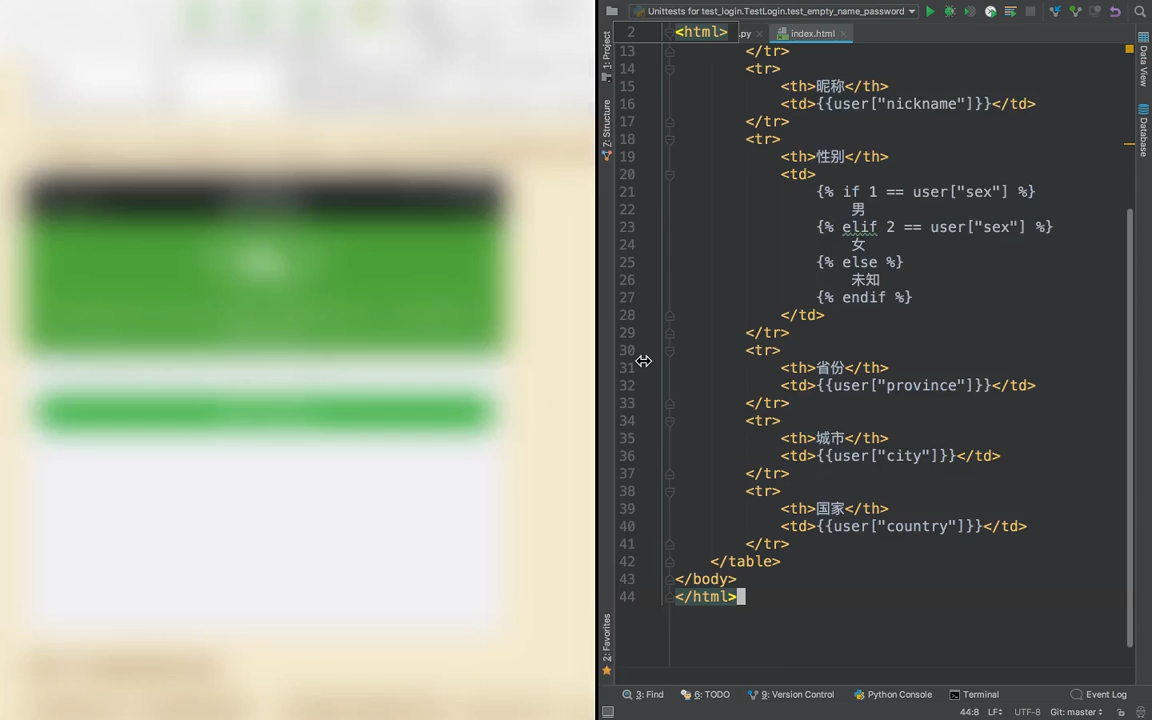 Unittests for test_login.TestLogin.test_empty_name_password
1: Project
7: Structure
2: Favorites
Data View
Database
.py
index.html
2 <html>
13 </tr>
14 <tr>
15 <th>昵称</th>
16 <td>{{user["nickname"]}}</td>
17 </tr>
18 <tr>
19 <th>性别</th>
20 <td>
21 {% if 1 == user["sex"] %}
22 男
23 {% elif 2 == user["sex"] %}
24 女
25 {% else %}
26 未知
27 {% endif %}
28 </td>
29 </tr>
30 <tr>
31 <th>省份</th>
32 <td>{{user["province"]}}</td>
33 </tr>
34 <tr>
35 <th>城市</th>
36 <td>{{user["city"]}}</td>
37 </tr>
38 <tr>
39 <th>国家</th>
40 <td>{{user["country"]}}</td>
41 </tr>
42 </table>
43 </body>
44 </html>
3: Find 6: TODO 9: Version Control Python Console Terminal Event Log
44:8 LF UTF-8 Git: master